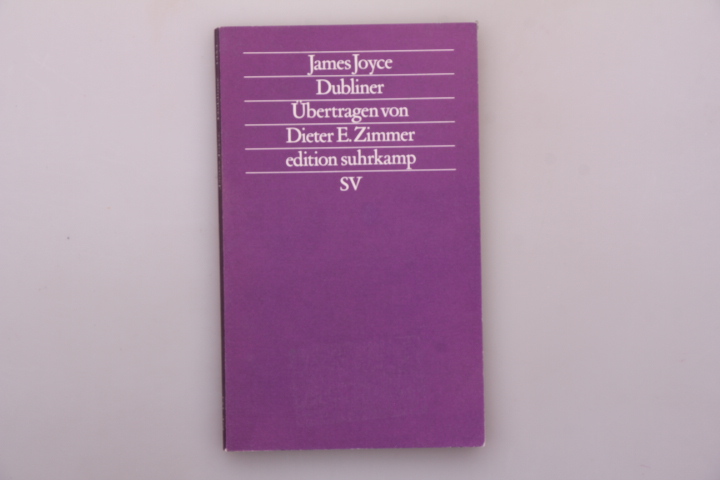 James Joyce
Dubliner
Übertragen von
Dieter E. Zimmer
edition suhrkamp
SV